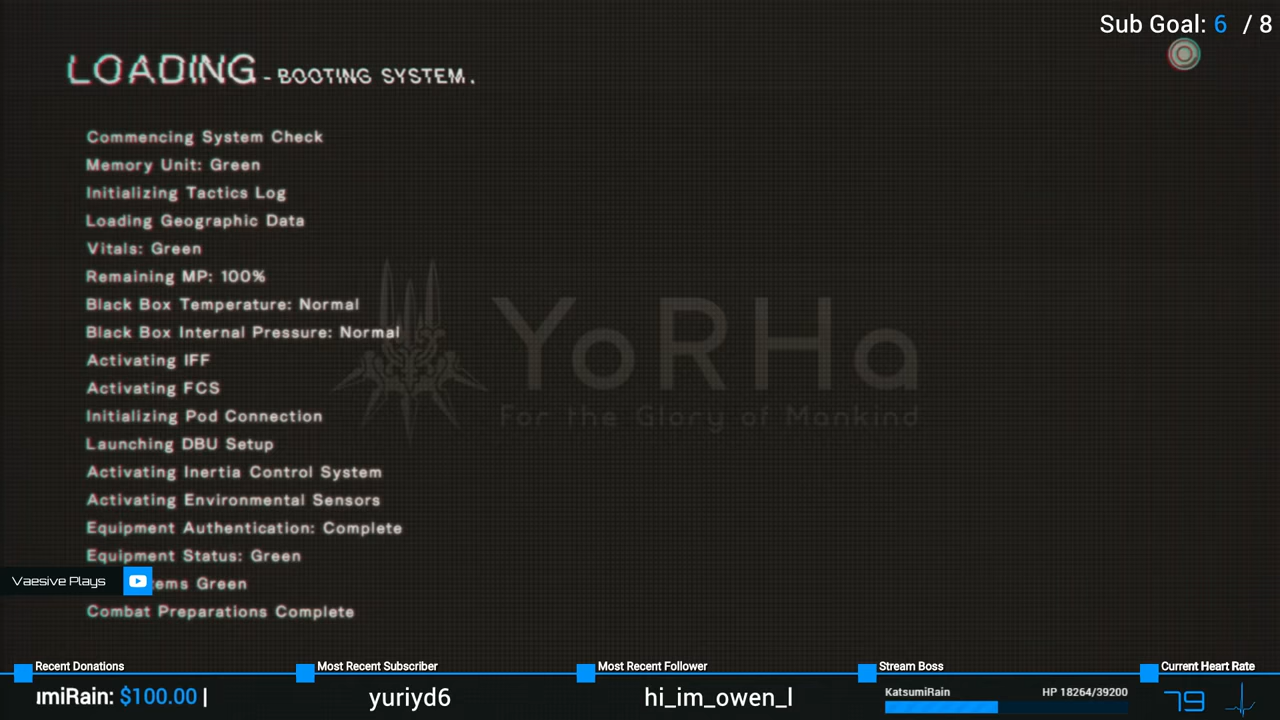 Sub Goal: 6 / 8
LOADING - BOOTING SYSTEM.
Commencing System Check
Memory Unit: Green
Initializing Tactics Log
Loading Geographic Data
Vitals: Green
Remaining MP: 100%
Black Box Temperature: Normal
Black Box Internal Pressure: Normal
Activating IFF
Activating FCS
Initializing Pod Connection
Launching DBU Setup
Activating Inertia Control System
Activating Environmental Sensors
Equipment Authentication: Complete
Equipment Status: Green
Green
Combat Preparations Complete
YoRHa
For the Glory of Mankind
Vaesive Plays
Recent Donations
miRain: $100.00 |
Most Recent Subscriber
yuriyd6
Most Recent Follower
hi_im_owen_l
Stream Boss
KatsumiRain HP 18264/39200
Current Heart Rate
79